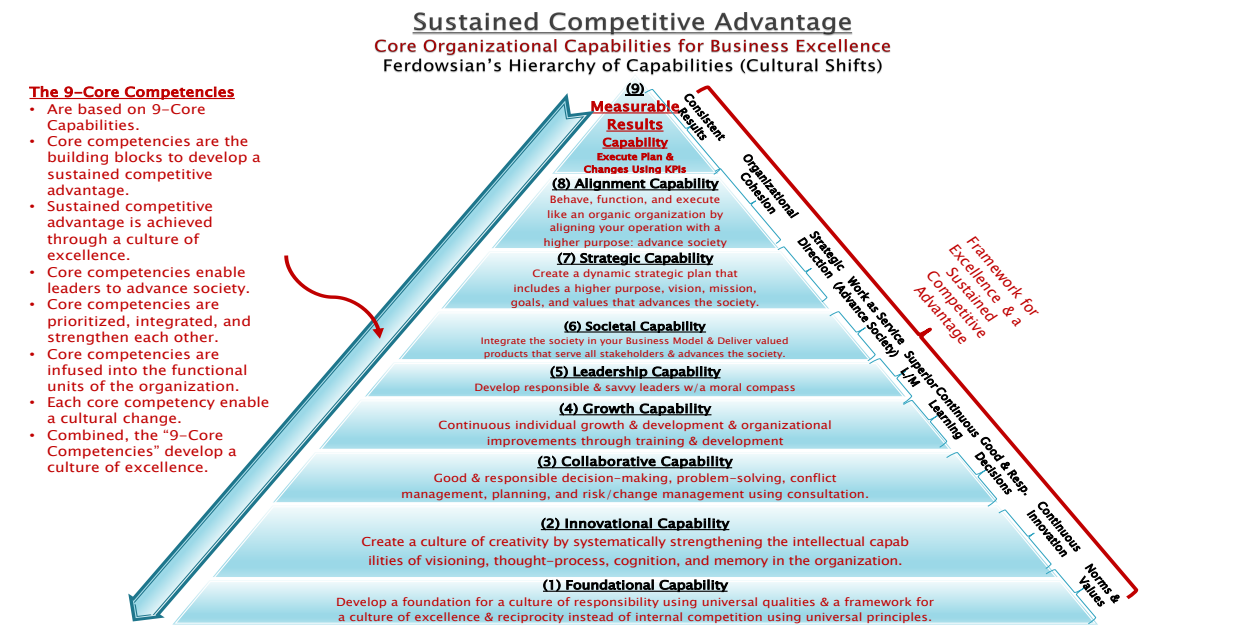 Sustained Competitive Advantage
Core Organizational Capabilities for Business Excellence
Ferdowsian's Hierarchy of Capabilities (Cultural Shifts)
The 9-Core Competencies
• Are based on 9-Core
Capabilities.
• Core competencies are the
building blocks to develop a
sustained competitive
advantage.
• Sustained competitive
advantage is achieved
through a culture of
excellence.
• Core competencies enable
leaders to advance society.
• Core competencies are
prioritized, integrated, and
strengthen each other.
• Core competencies are
infused into the functional
units of the organization.
• Each core competency enable
a cultural change.
• Combined, the “9-Core
Competencies” develop a
culture of excellence.
(9)
Measurable
Results
Capability
Execute Plan &
Changes Using KPIs
(8) Alignment Capability
Behave, function, and execute
like an organic organization by
aligning your operation with a
higher purpose: advance society
(7) Strategic Capability
Create a dynamic strategic plan that
includes a higher purpose, vision, mission,
goals, and values that advances the society.
(6) Societal Capability
Integrate the society in your Business Model & Deliver valued
products that serve all stakeholders & advances the society.
(5) Leadership Capability
Develop responsible & savvy leaders w/a moral compass
(4) Growth Capability
Continuous individual growth & development & organizational
improvements through training & development
(3) Collaborative Capability
Good & responsible decision-making, problem-solving, conflict
management, planning, and risk/change management using consultation.
(2) Innovational Capability
Create a culture of creativity by systematically strengthening the intellectual capab
ilities of visioning, thought-process, cognition, and memory in the organization.
(1) Foundational Capability
Develop a foundation for a culture of responsibility using universal qualities & a framework for
a culture of excellence & reciprocity instead of internal competition using universal principles.
Consistent
Results
Organizational
Cohesion
Strategic
Direction
Work as Service
(Advance Society)
Superior
L/M
Continuous
Learning
Good & Resp.
Decisions
Continuous
Innovation
Norms &
Values
Framework for
Excellence & a
Sustained
Competitive
Advantage